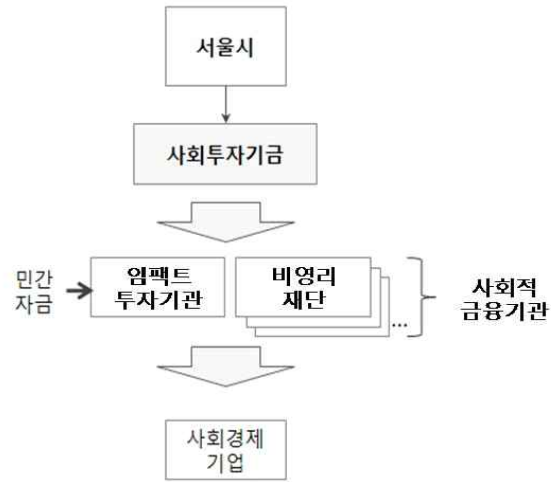 서울시
사회투자기금
민간
자금
임팩트
투자기관
비영리
재단
...
사회적
금융기관
사회경제
기업